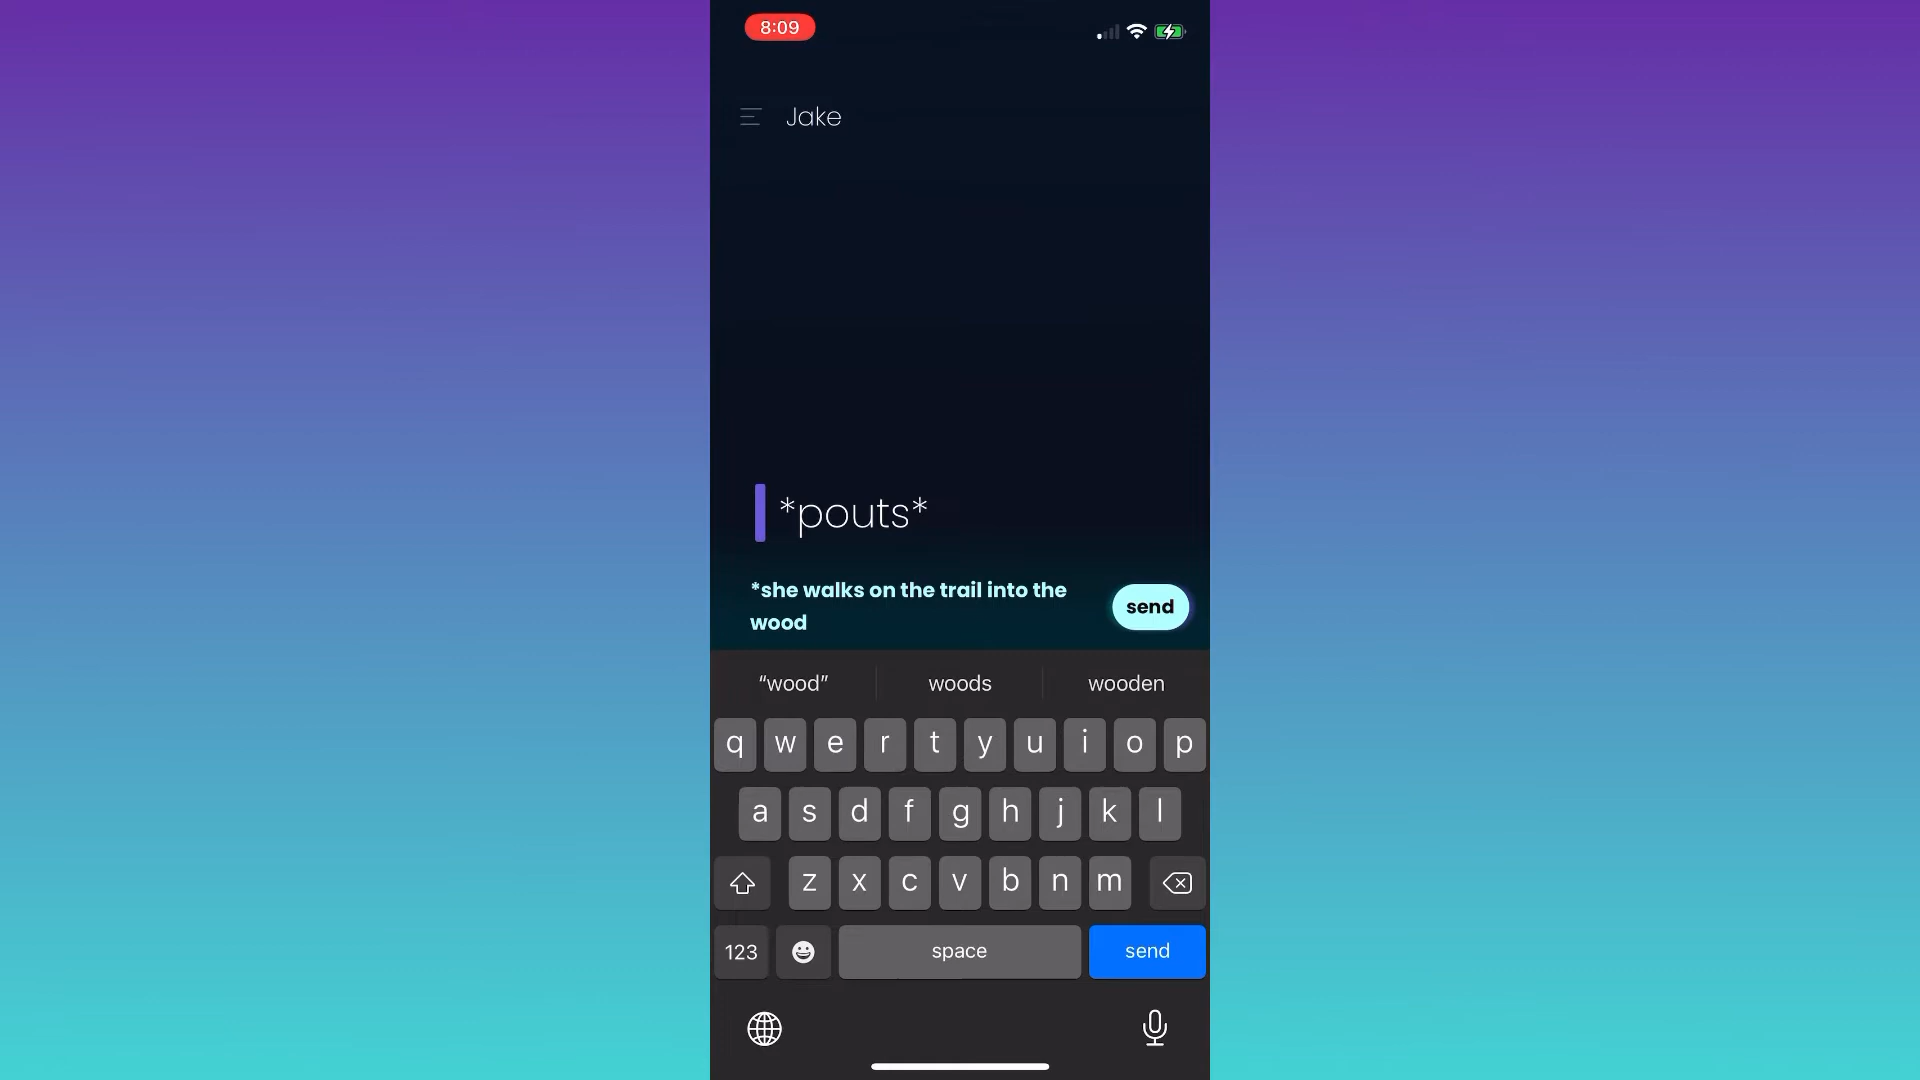 8:09
Jake
*pouts*
*she walks on the trail into the
wood
send
“wood”
woods
wooden
q w e r t y u i o p
a s d f g h j k l
z x c v b n m
123
space
send